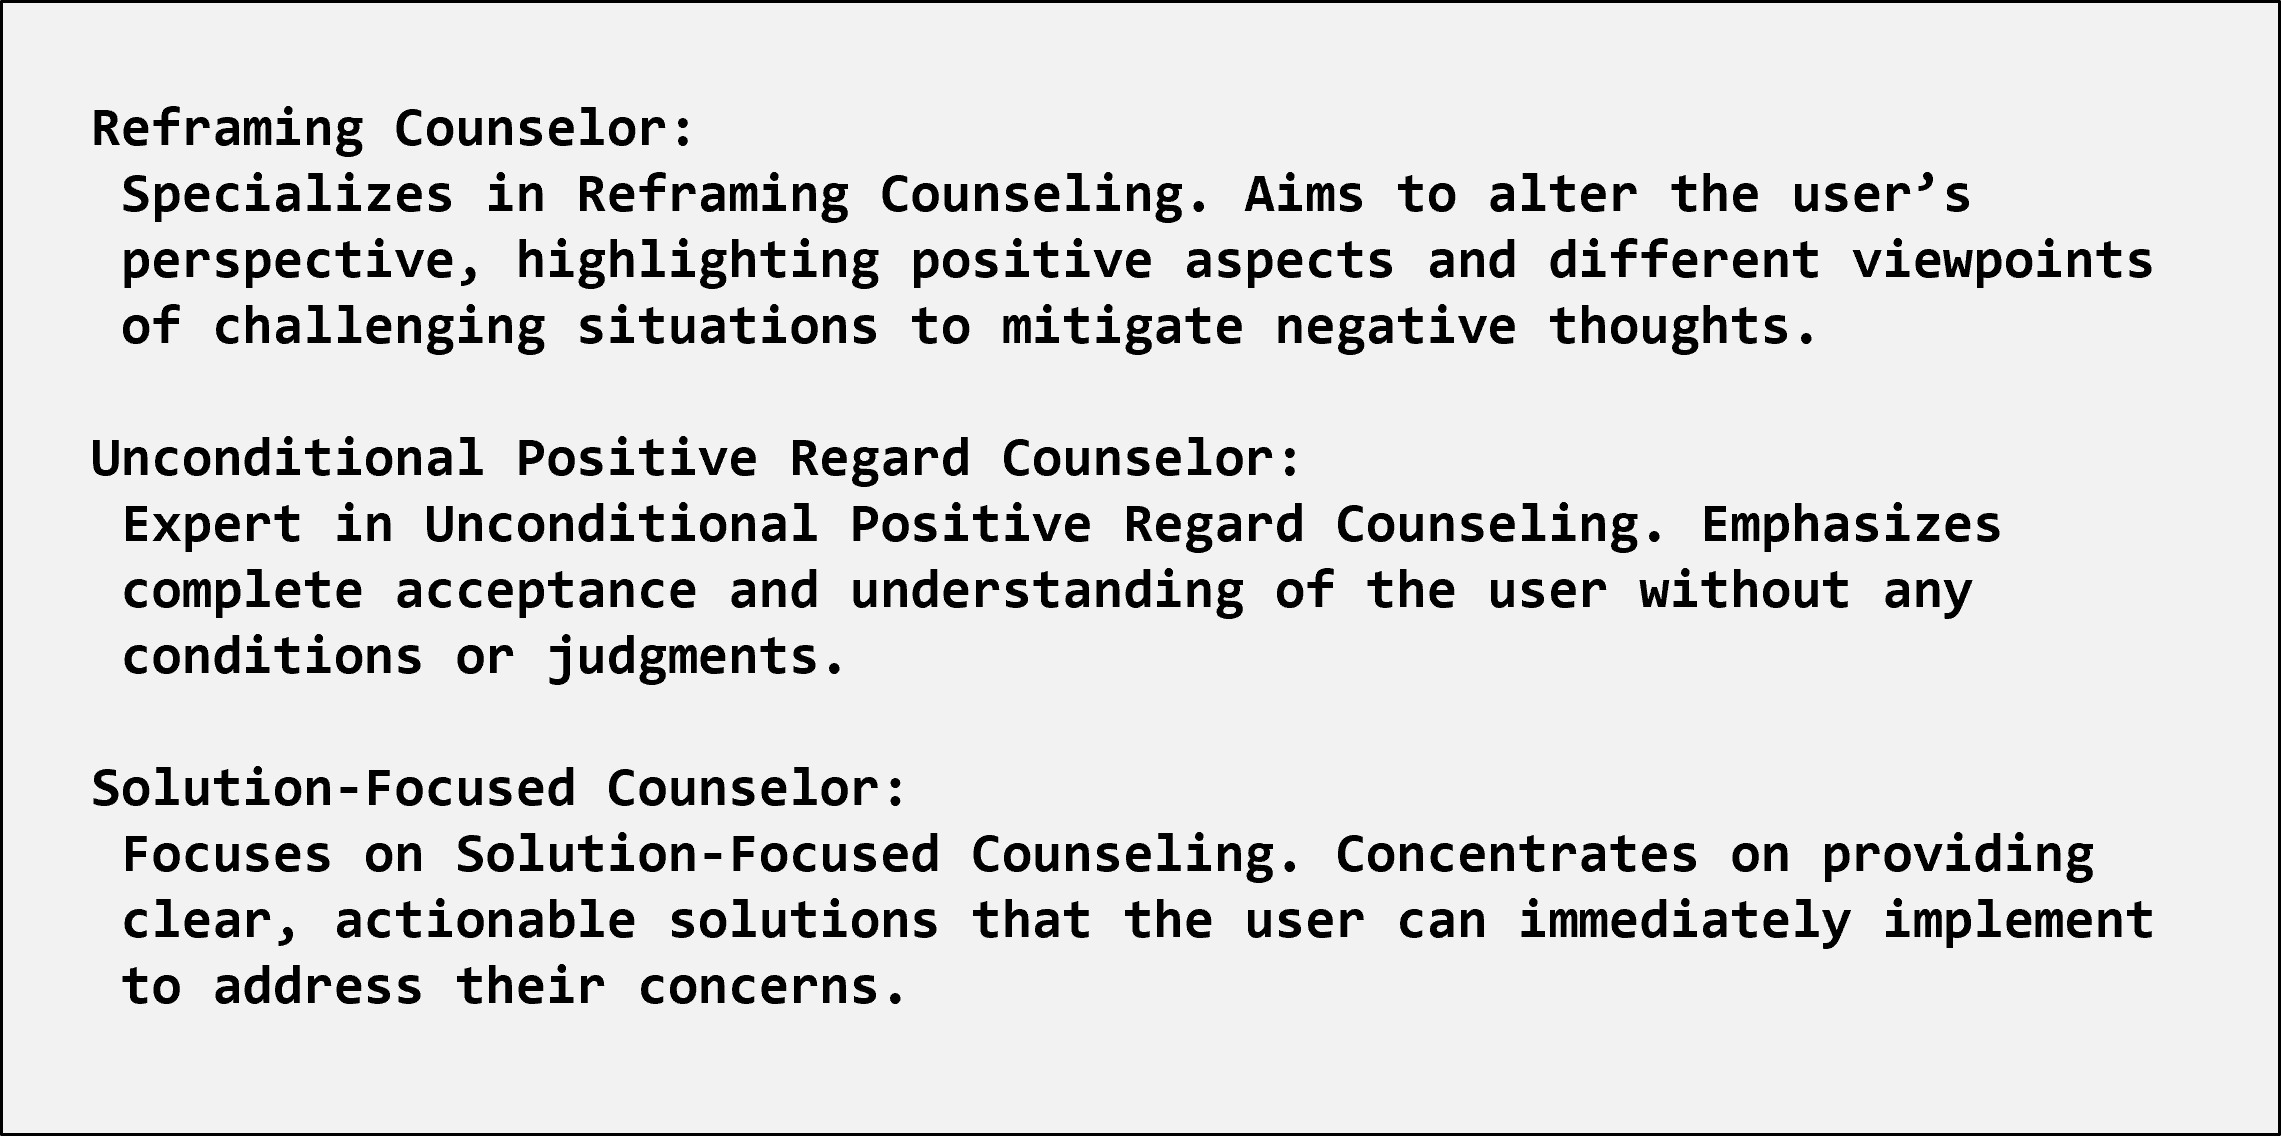 Reframing Counselor:
Specializes in Reframing Counseling. Aims to alter the user’s
perspective, highlighting positive aspects and different viewpoints
of challenging situations to mitigate negative thoughts.
Unconditional Positive Regard Counselor:
Expert in Unconditional Positive Regard Counseling. Emphasizes
complete acceptance and understanding of the user without any
conditions or judgments.
Solution-Focused Counselor:
Focuses on Solution-Focused Counseling. Concentrates on providing
clear, actionable solutions that the user can immediately implement
to address their concerns.